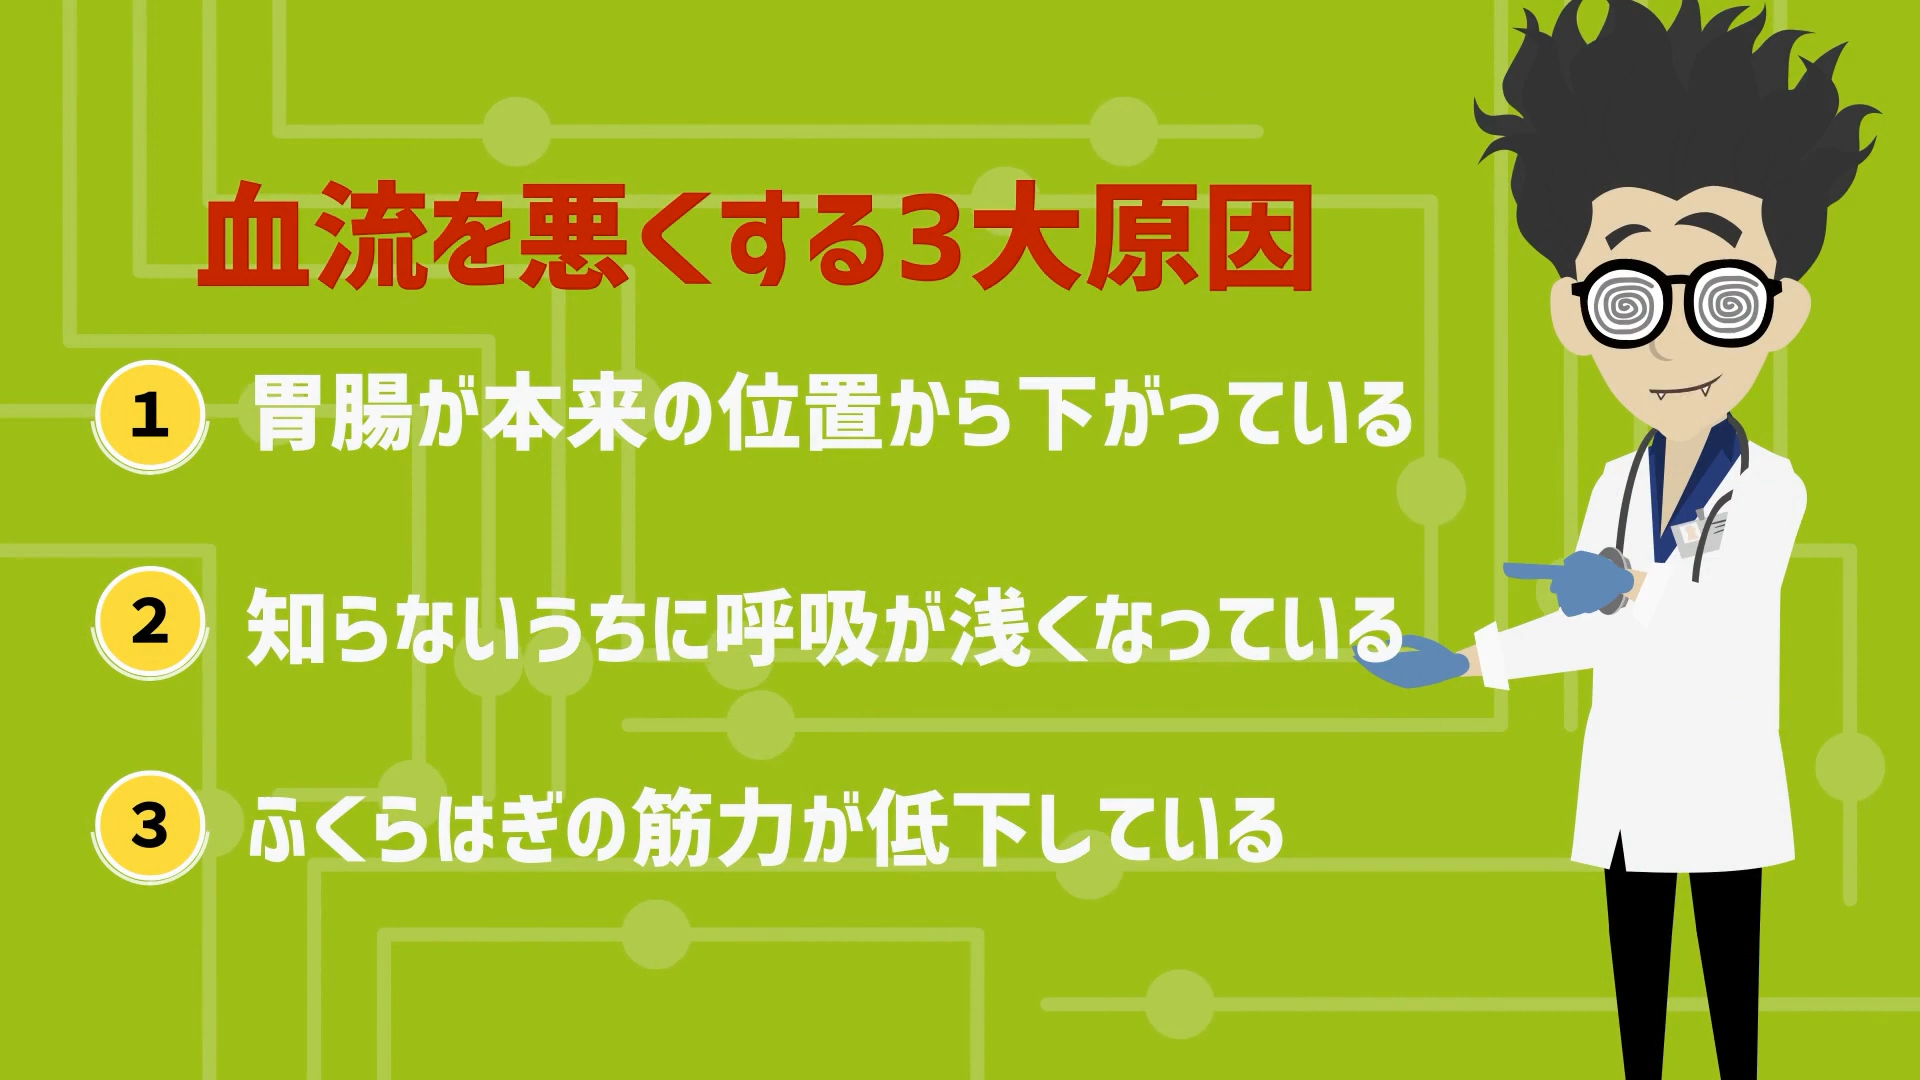 血流を悪くする3大原因
1 胃腸が本来の位置から下がっている
2 知らないうちに呼吸が浅くなっている
3 ふくらはぎの筋力が低下している